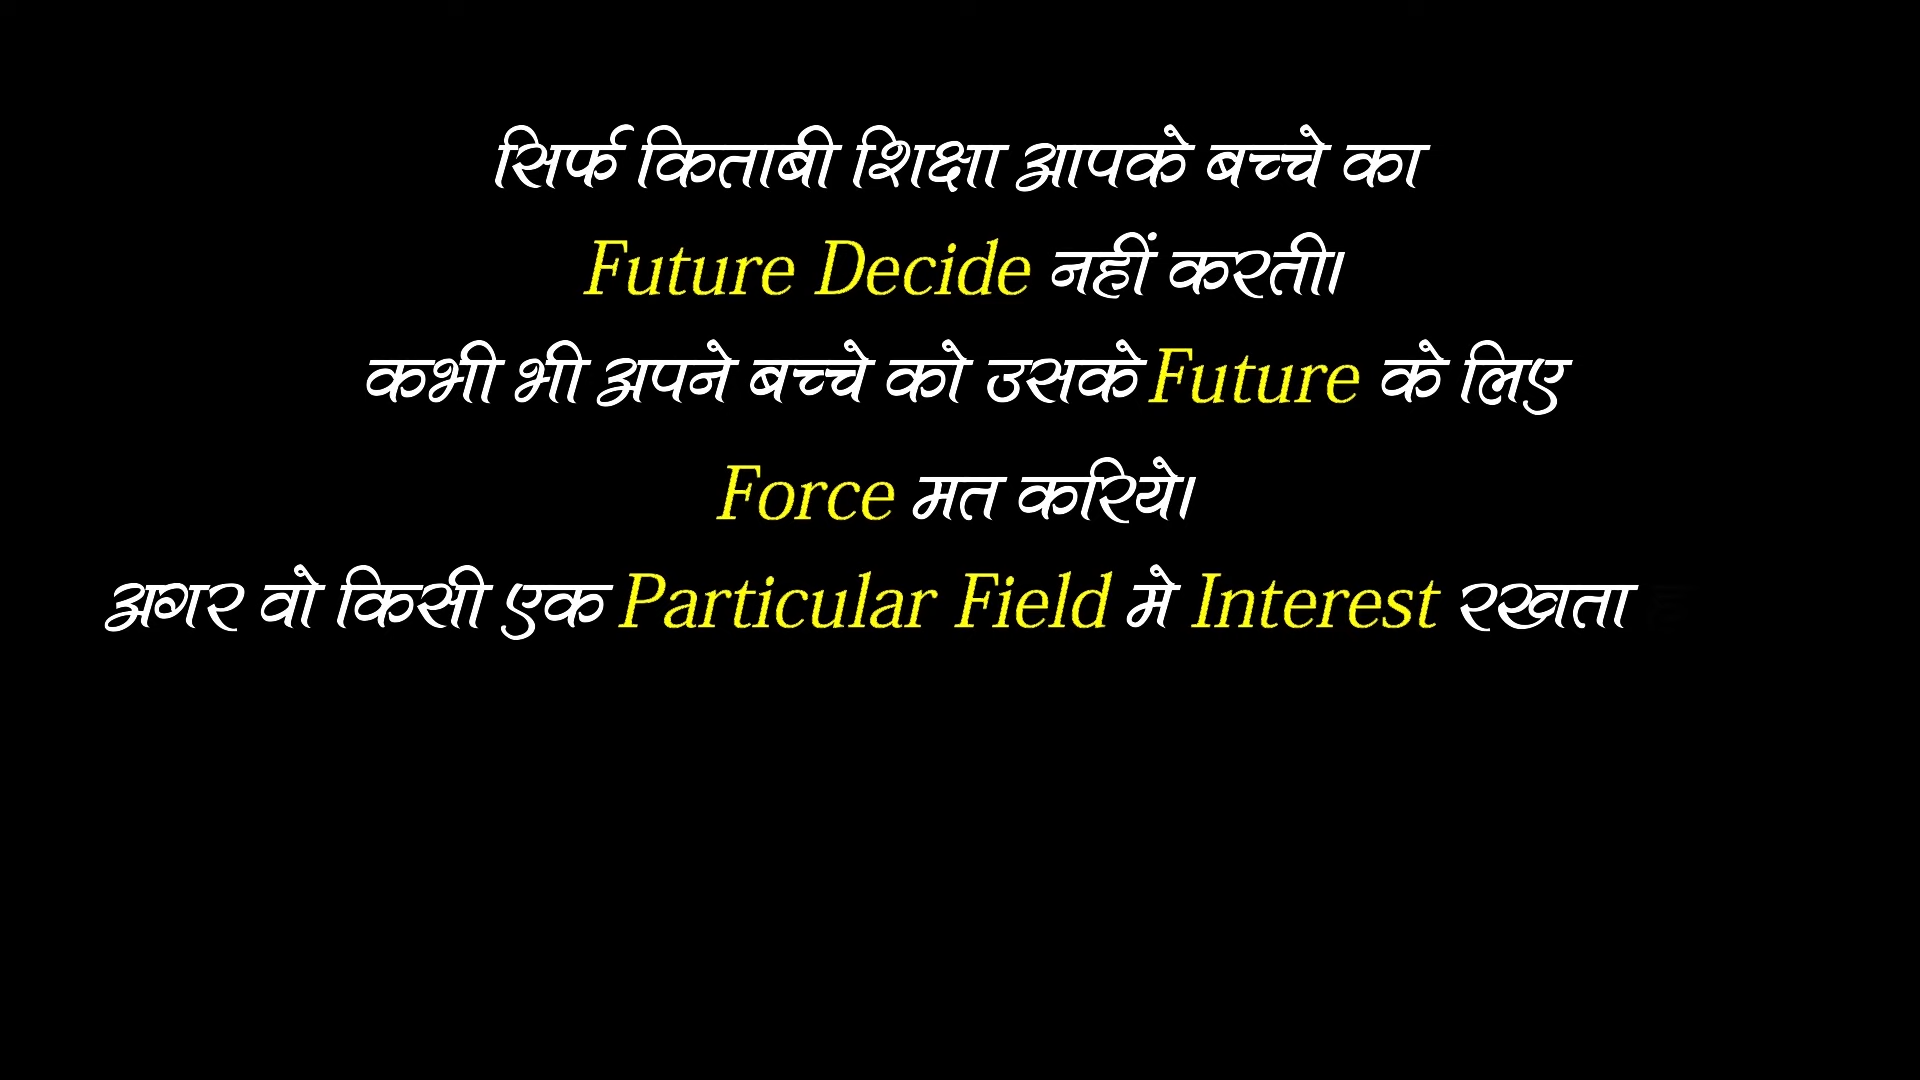 सिर्फ किताबी शिक्षा आपके बच्चे का
Future Decide नहीं करती।
कभी भी अपने बच्चे को उसके Future के लिए
Force मत करिये।
अगर वो किसी एक Particular Field मे Interest रखता